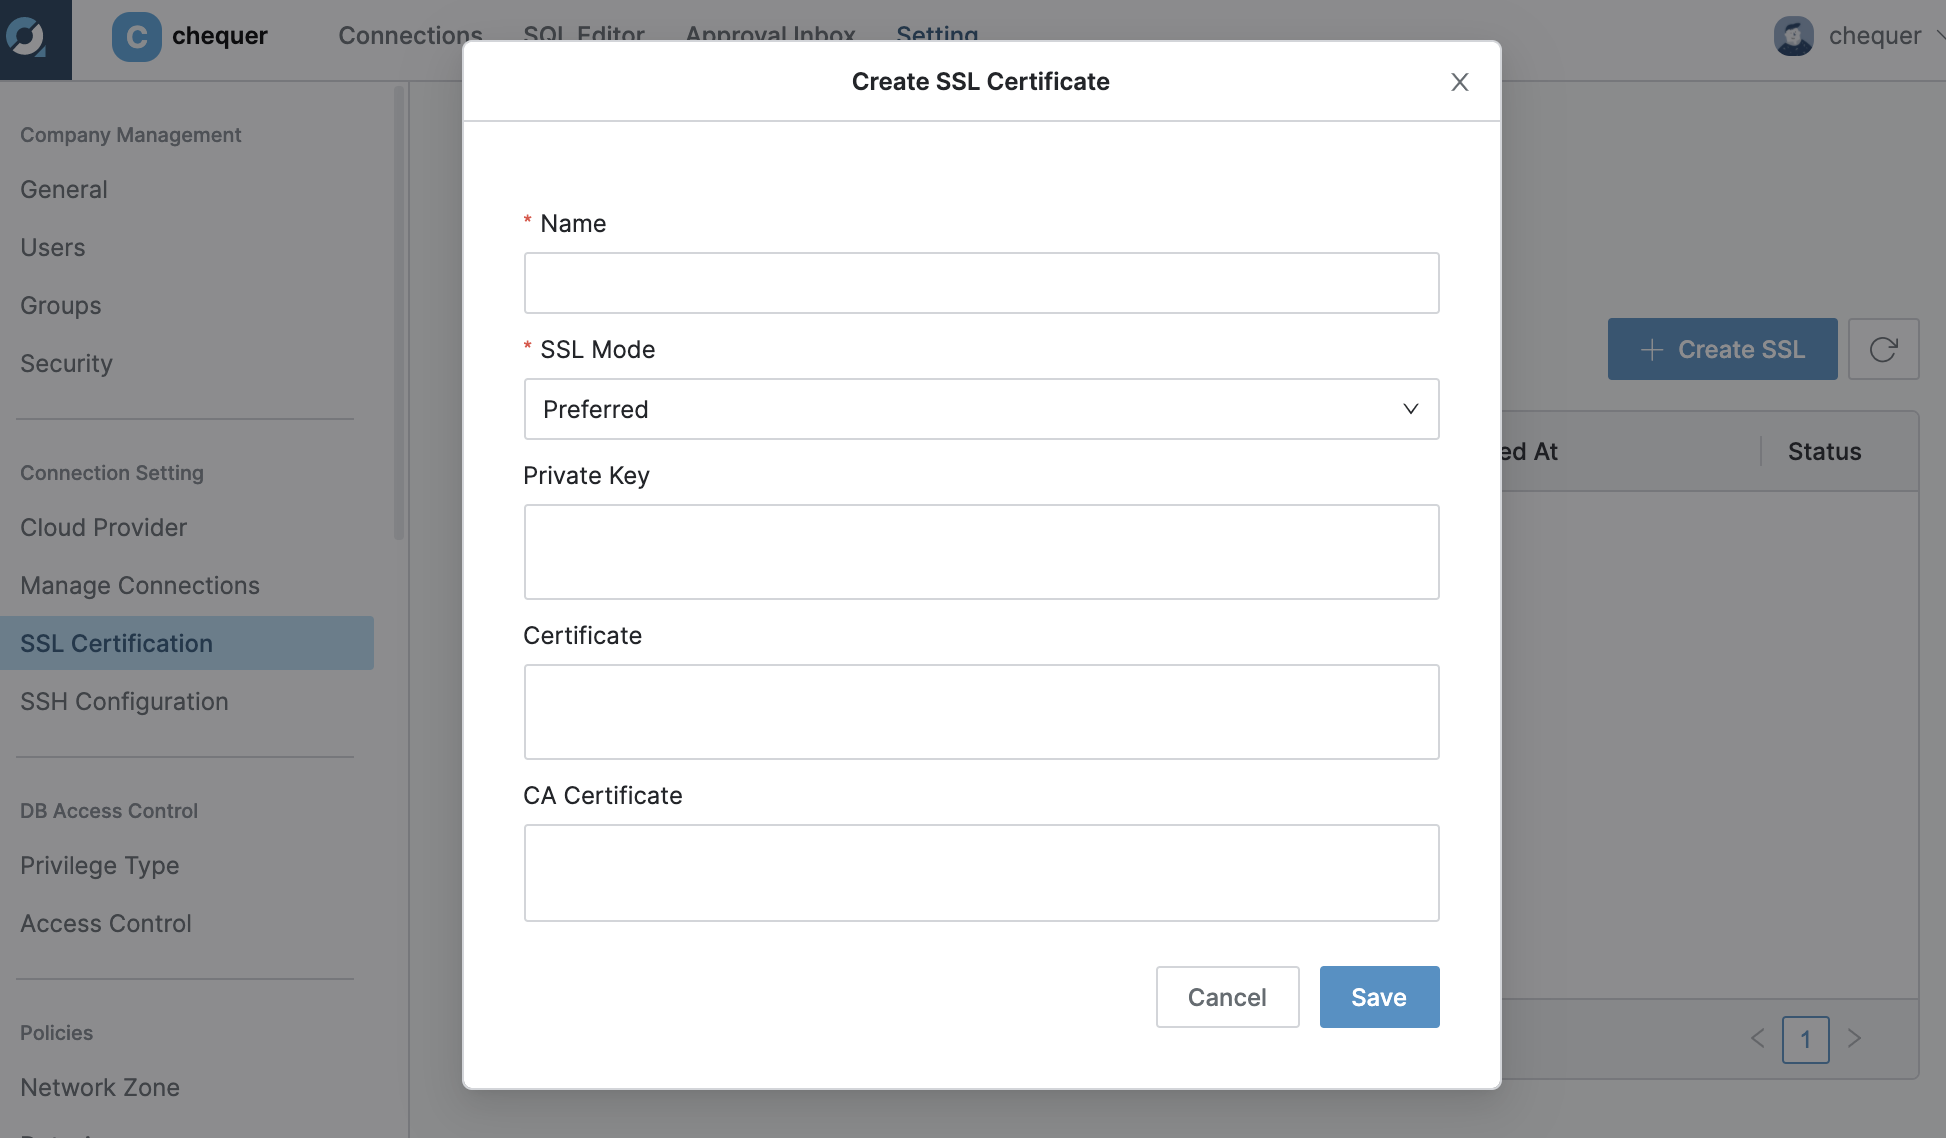 C chequer Connections SQL Editor Approval Inbox Setting chequer
Create SSL Certificate
Company Management
General
Users
Groups
Security
Connection Setting
Cloud Provider
Manage Connections
SSL Certification
SSH Configuration
DB Access Control
Privilege Type
Access Control
Policies
Network Zone
* Name
* SSL Mode
Preferred
Private Key
Certificate
CA Certificate
Cancel Save
+ Create SSL
ed At Status
< 1 >